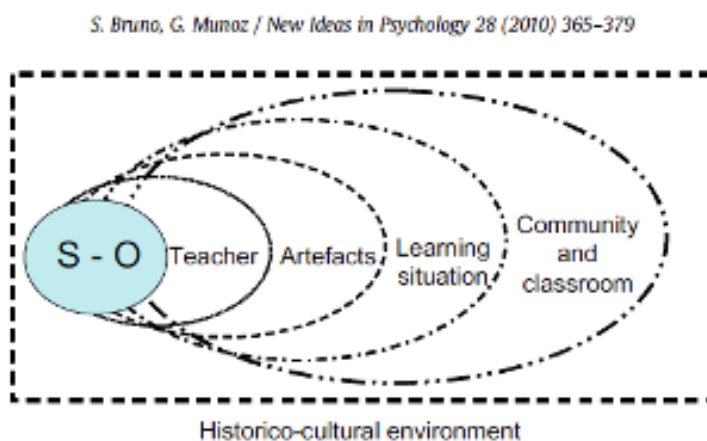 S. Bruno, G. Munoz / New Ideas in Psychology 28 (2010) 365–379
S - O
Teacher
Artefacts
Learning
situation
Community
and
classroom
Historico-cultural environment